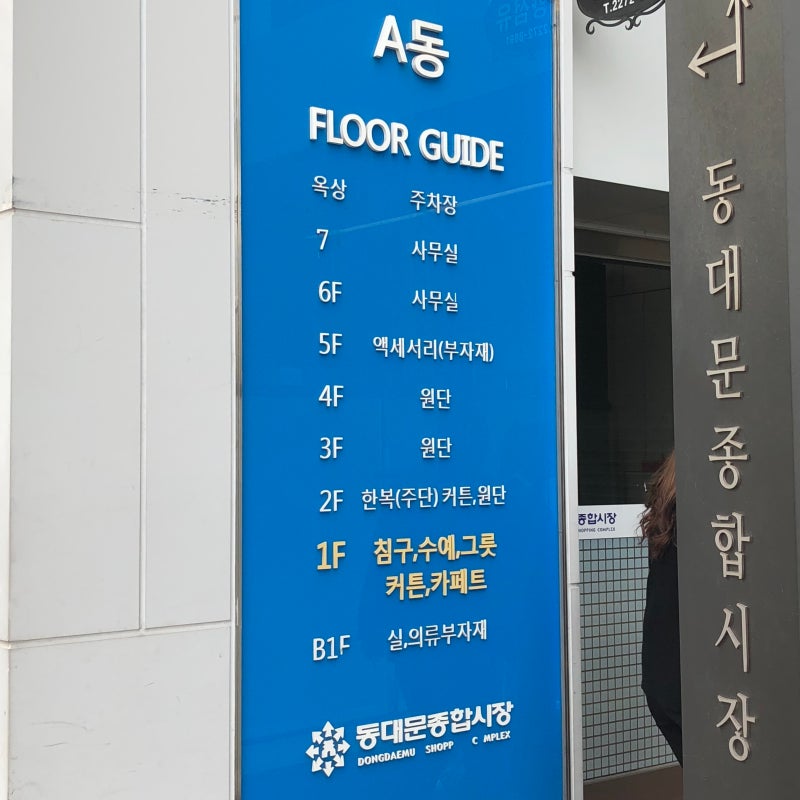 A동
FLOOR GUIDE
옥상 주차장
7 사무실
6F 사무실
5F 액세서리(부자재)
4F 원단
3F 원단
2F 한복(주단) 커튼,원단
1F 침구,수예,그릇
커튼,카페트
B1F 실,의류부자재
동대문종합시장
DONGDAEMU SHOPP C MPLEX
T.2272
종합시장
동대문종합시장